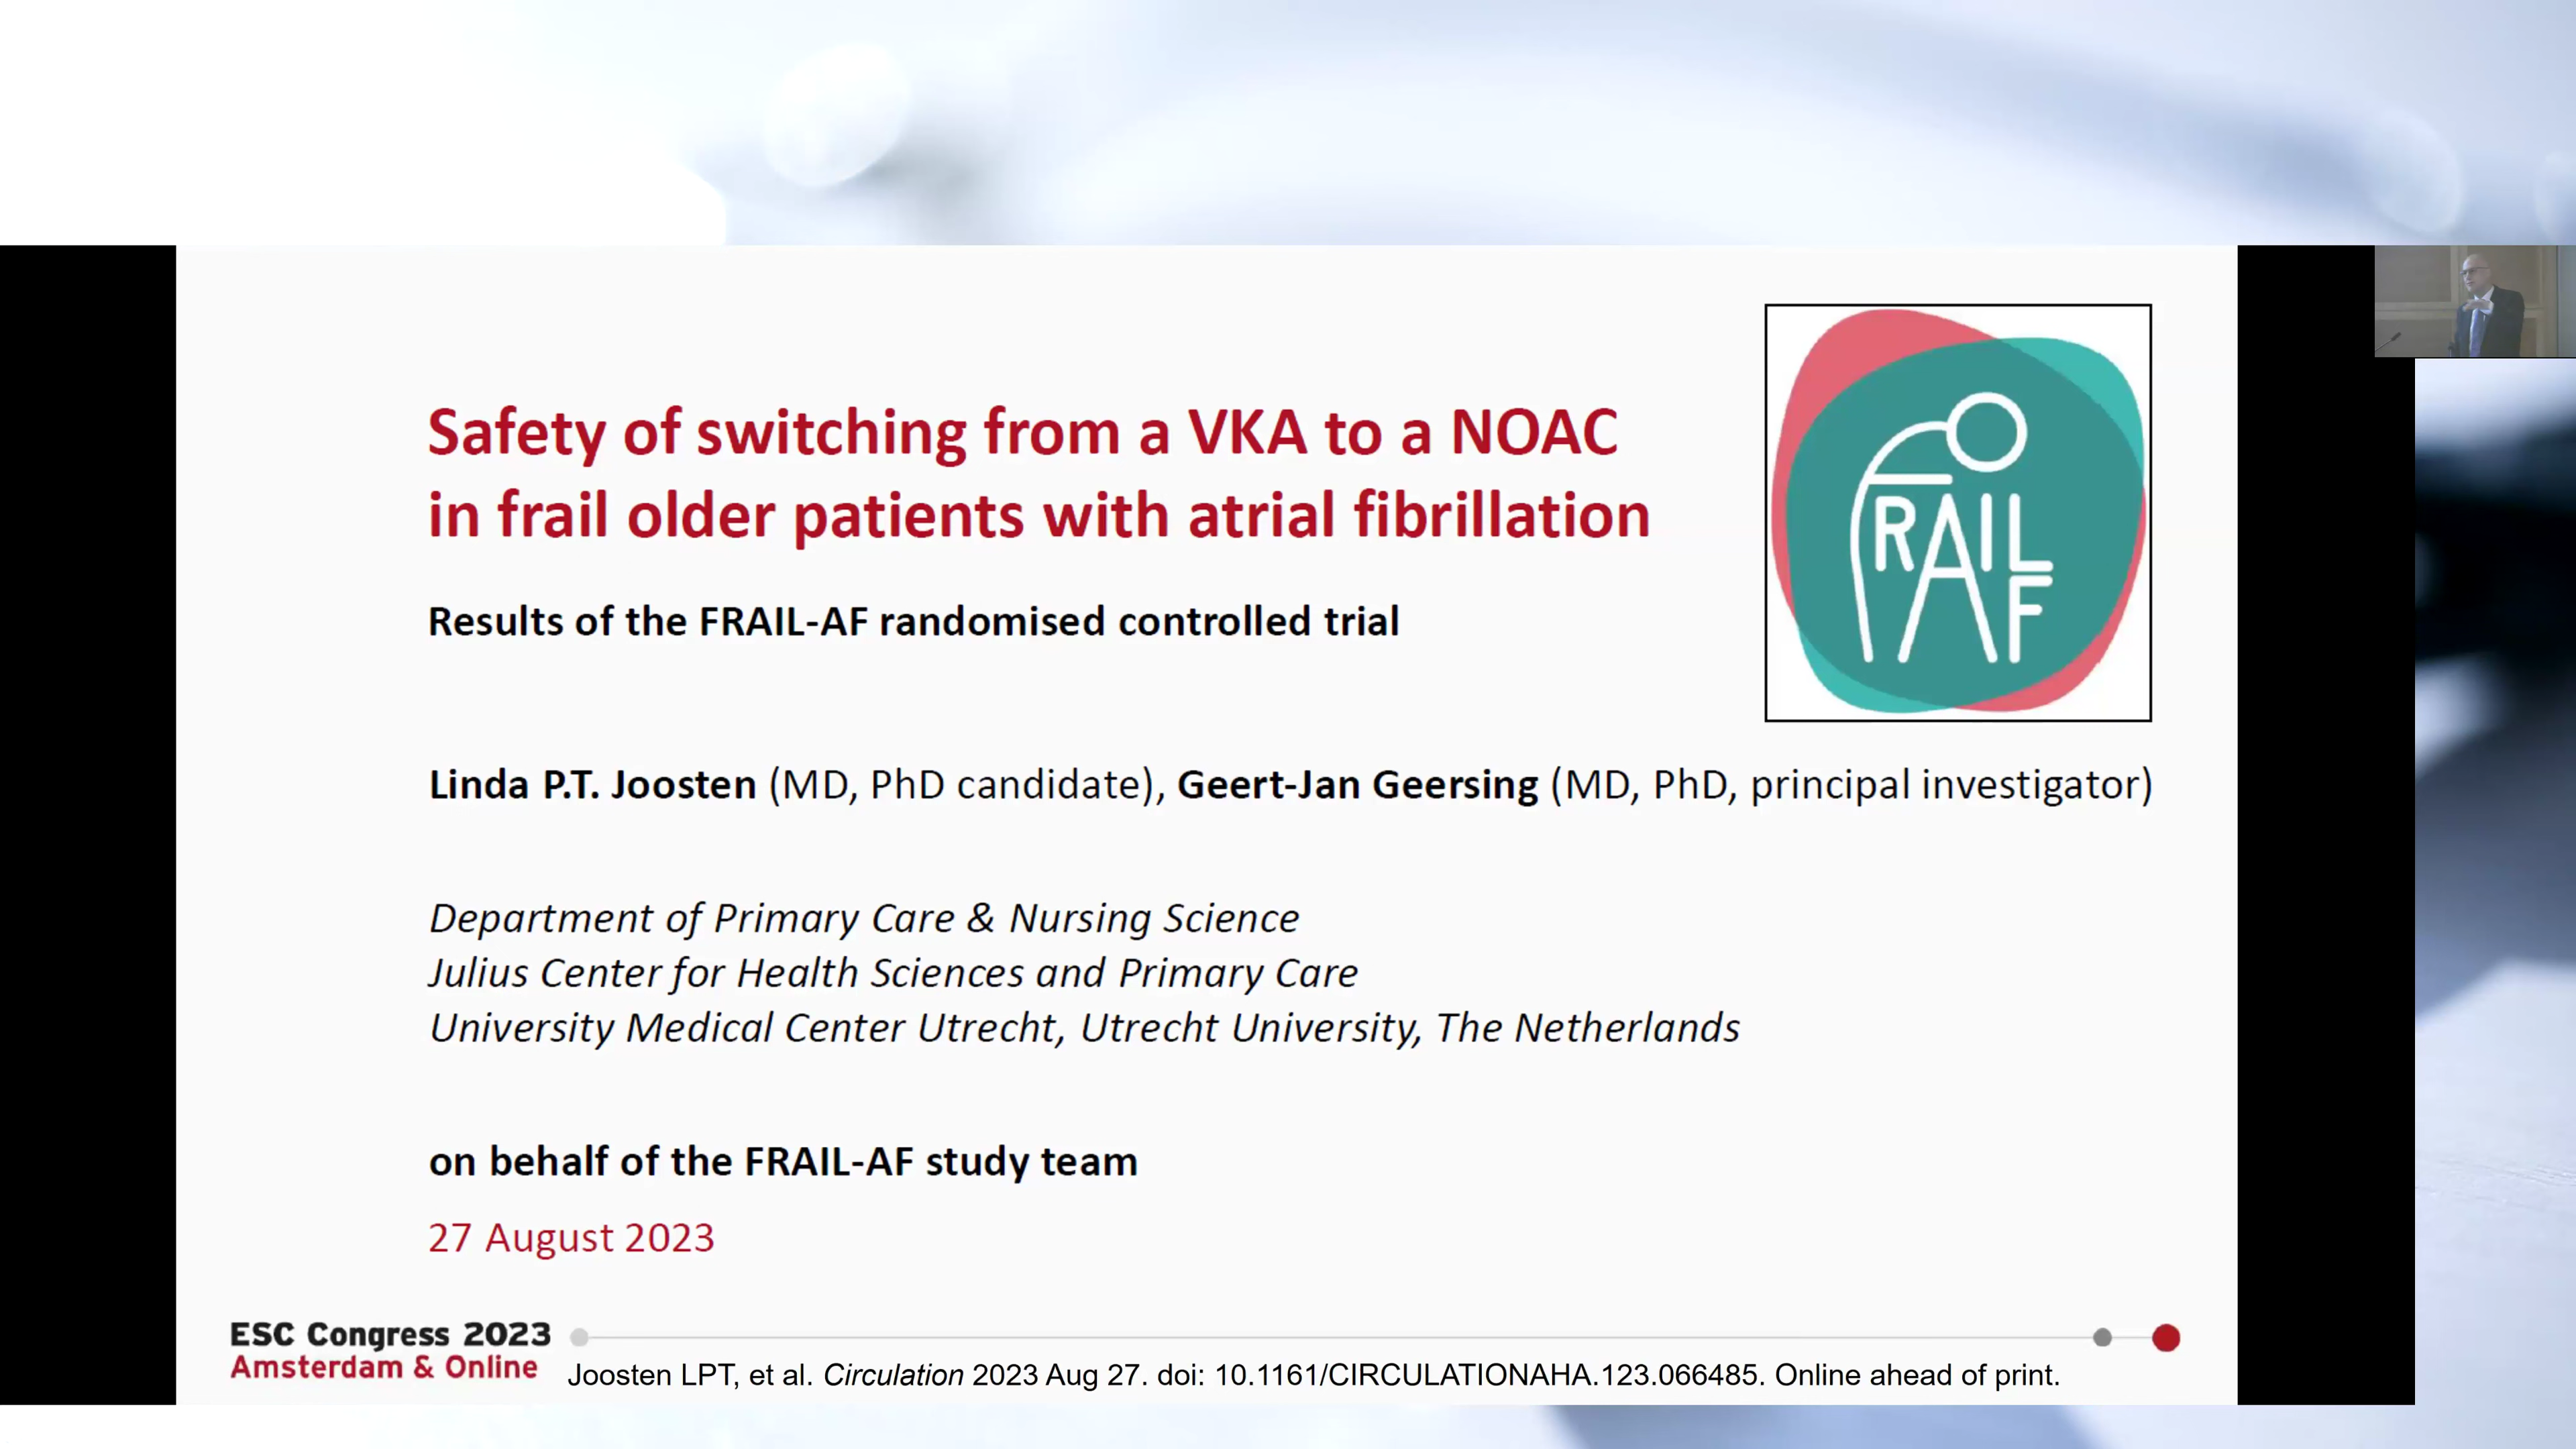 Safety of switching from a VKA to a NOAC
in frail older patients with atrial fibrillation
Results of the FRAIL-AF randomised controlled trial
RAIL
AF
Linda P.T. Joosten (MD, PhD candidate), Geert-Jan Geersing (MD, PhD, principal investigator)
Department of Primary Care & Nursing Science
Julius Center for Health Sciences and Primary Care
University Medical Center Utrecht, Utrecht University, The Netherlands
on behalf of the FRAIL-AF study team
27 August 2023
ESC Congress 2023
Amsterdam & Online
Joosten LPT, et al. Circulation 2023 Aug 27. doi: 10.1161/CIRCULATIONAHA.123.066485. Online ahead of print.